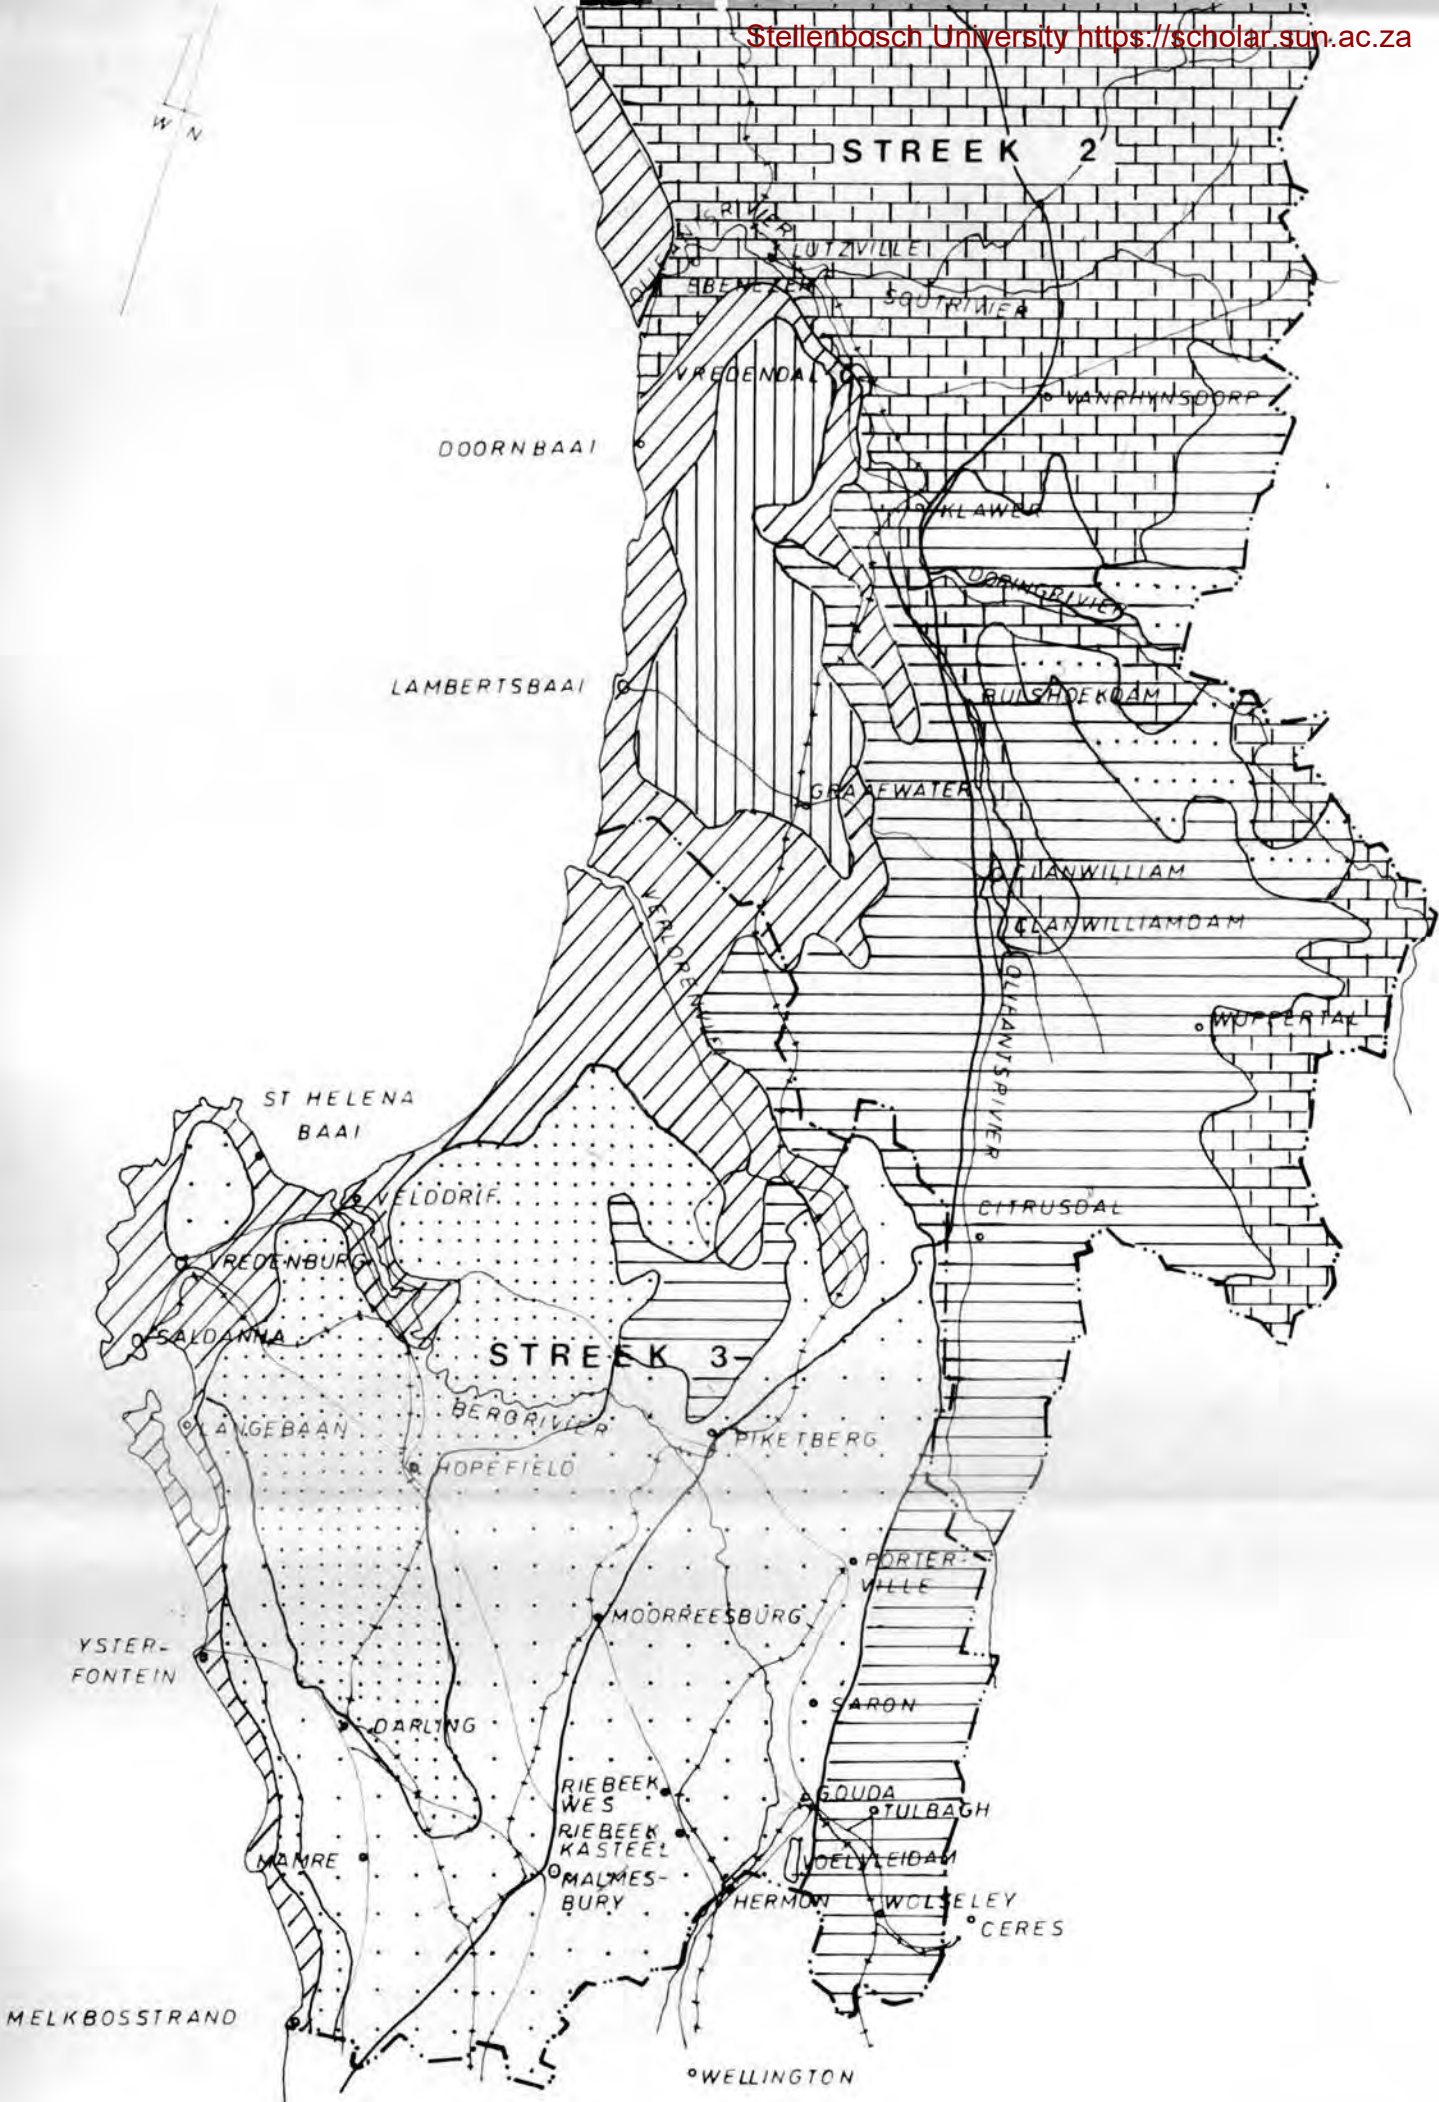 Stellenbosch University https://scholar.sun.ac.za
W N
STREEK 2
OLIFANTSRIVIER
LUTZVILLE
EBENEZER
SOUTRIVIER
VREDENDAL
VANRHYNSDORP
DOORNBAAI
KLAWER
DORINGRIVIER
LAMBERTSBAAI
BULSHOEKDAM
GRAAFWATER
CLANWILLIAM
CLANWILLIAMDAM
VERLOREN
OLIFANTSRIVIER
WUPPERTAL
ST HELENA
BAAI
VELDDRIF
CITRUSDAL
VREDENBURG
SALDANHA
STREEK 3
LANGEBAAN
BERGRIVIER
PIKETBERG
HOPEFIELD
PORTER-
VILLE
MOORREESBURG
YSTER-
FONTEIN
SARON
DARLING
RIEBEEK
WES
GOUDA
TULBAGH
RIEBEEK
KASTEEL
MAMRE
VOELVLEIDAM
MALMES-
BURY
HERMON
WOLSELEY
CERES
MELKBOSSTRAND
WELLINGTON